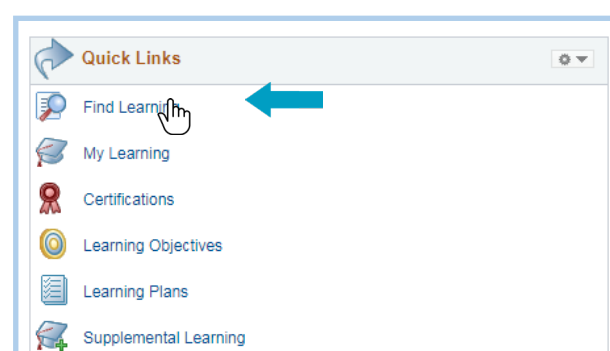 Quick Links
Find Learning
My Learning
Certifications
Learning Objectives
Learning Plans
Supplemental Learning